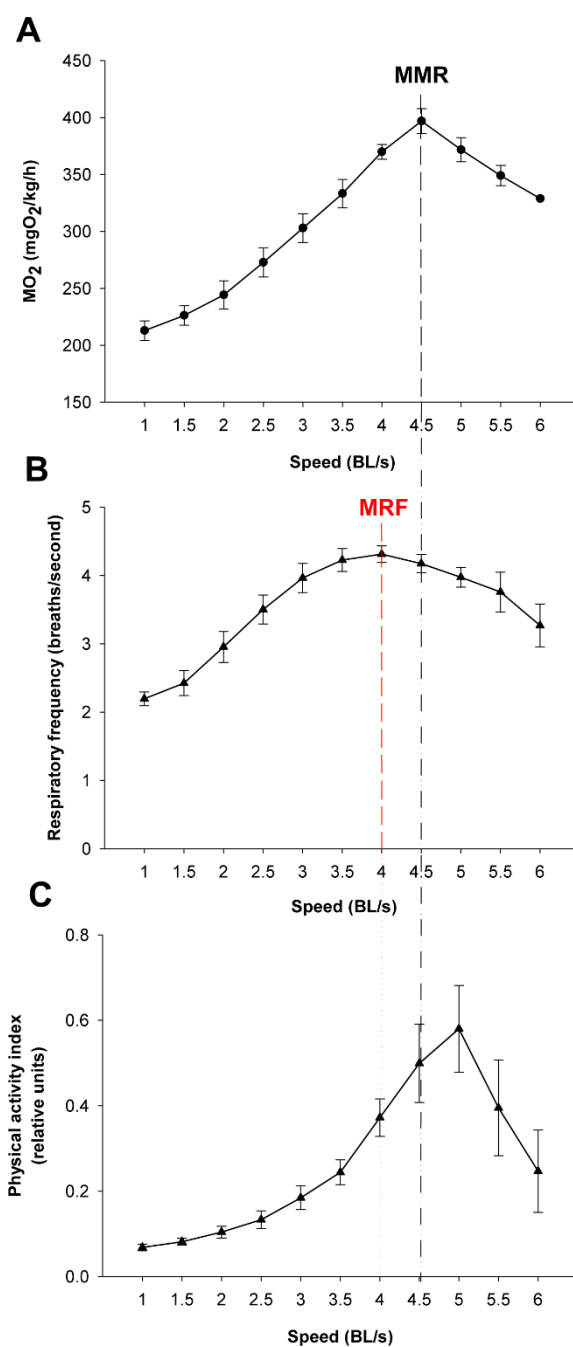 A
MMR
450
400
350
300
250
200
150
MO2 (mgO2/kg/h)
1 1.5 2 2.5 3 3.5 4 4.5 5 5.5 6
Speed (BL/s)
B
MRF
5
4
3
2
1
0
Respiratory frequency (breaths/second)
1 1.5 2 2.5 3 3.5 4 4.5 5 5.5 6
Speed (BL/s)
C
0.8
0.6
0.4
0.2
0.0
Physical activity index
(relative units)
1 1.5 2 2.5 3 3.5 4 4.5 5 5.5 6
Speed (BL/s)